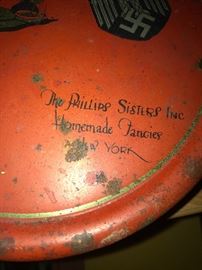 The Phillips Sisters Inc
Homemade Fancies
New York